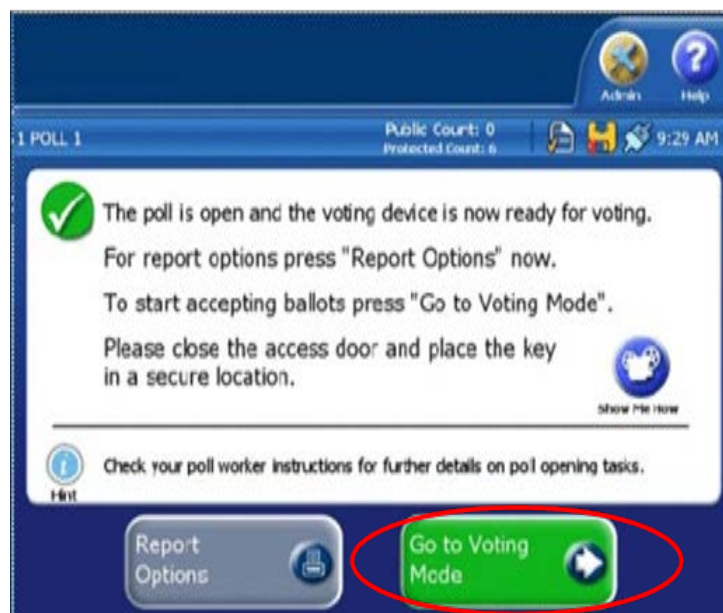 Admin Help
1 POLL 1 Public Count: 0 9:29 AM
Protected Count: 6
The poll is open and the voting device is now ready for voting.
For report options press "Report Options" now.
To start accepting ballots press "Go to Voting Mode".
Please close the access door and place the key
in a secure location.
Show Me How
Check your poll worker instructions for further details on poll opening tasks.
Hint
Report
Options
Go to Voting
Mode